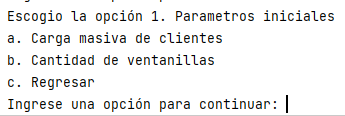 Escogio la opción 1. Parametros iniciales
a. Carga masiva de clientes
b. Cantidad de ventanillas
c. Regresar
Ingrese una opción para continuar: